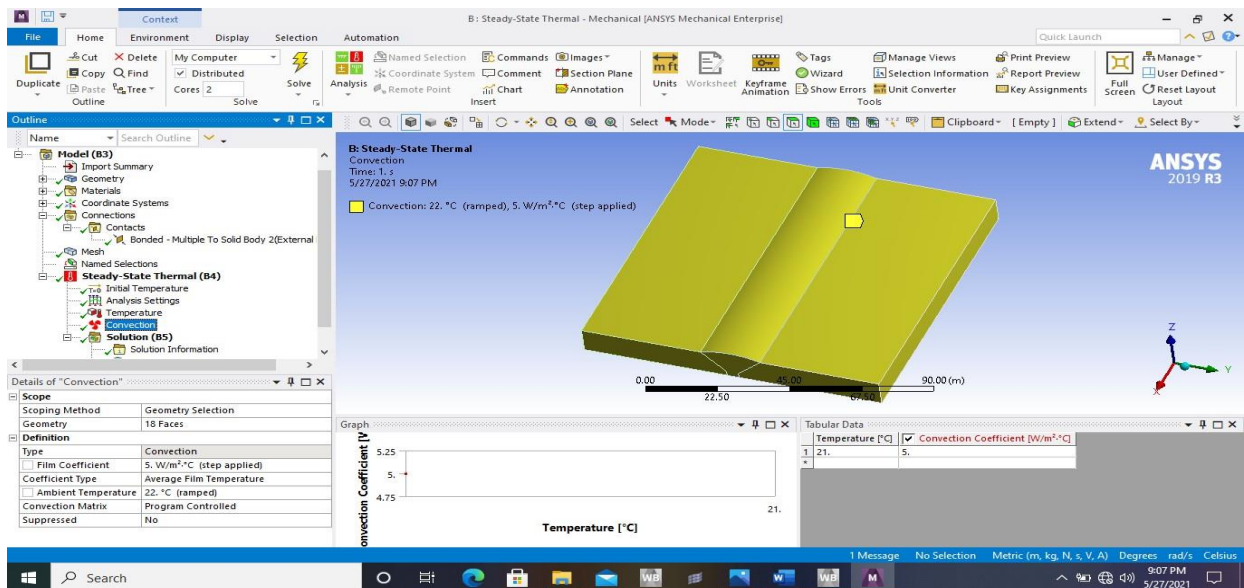 Context
B : Steady-State Thermal - Mechanical [ANSYS Mechanical Enterprise]
File Home Environment Display Selection Automation
Quick Launch
Duplicate
Cut
Copy
Paste
Delete
Find
Tree
Outline
My Computer
Distributed
Cores 2
Solve
Solve
Analysis
Named Selection
Coordinate System
Remote Point
Commands
Comment
Chart
Images
Section Plane
Annotation
Insert
Units
Worksheet
Keyframe
Animation
Tags
Wizard
Show Errors
Manage Views
Selection Information
Unit Converter
Print Preview
Report Preview
Key Assignments
Tools
Full
Screen
Manage
User Defined
Reset Layout
Layout
Outline
Name Search Outline
Select Mode Clipboard [ Empty ] Extend Select By
Model (B3)
Import Summary
Geometry
Materials
Coordinate Systems
Connections
Contacts
Bonded - Multiple To Solid Body 2(External
Mesh
Named Selections
Steady-State Thermal (B4)
Initial Temperature
Analysis Settings
Temperature
Convection
Solution (B5)
Solution Information
B: Steady-State Thermal
Convection
Time: 1. s
5/27/2021 9:07 PM
Convection: 22. °C (ramped), 5. W/m²·°C (step applied)
ANSYS
2019 R3
Z
Y
X
0.00 45.00 90.00 (m)
22.50 67.50
Details of "Convection"
Scope
Scoping Method Geometry Selection
Geometry 18 Faces
Definition
Type Convection
Film Coefficient 5. W/m²·°C (step applied)
Coefficient Type Average Film Temperature
Ambient Temperature 22. °C (ramped)
Convection Matrix Program Controlled
Suppressed No
Graph
onvection Coefficient [W
5.25
5.
4.75
21.
Temperature [°C]
Tabular Data
Temperature [°C] Convection Coefficient [W/m²·°C]
1 21. 5.
*
1 Message No Selection Metric (m, kg, N, s, V, A) Degrees rad/s Celsius
Search
WB
WB
M
9:07 PM
5/27/2021